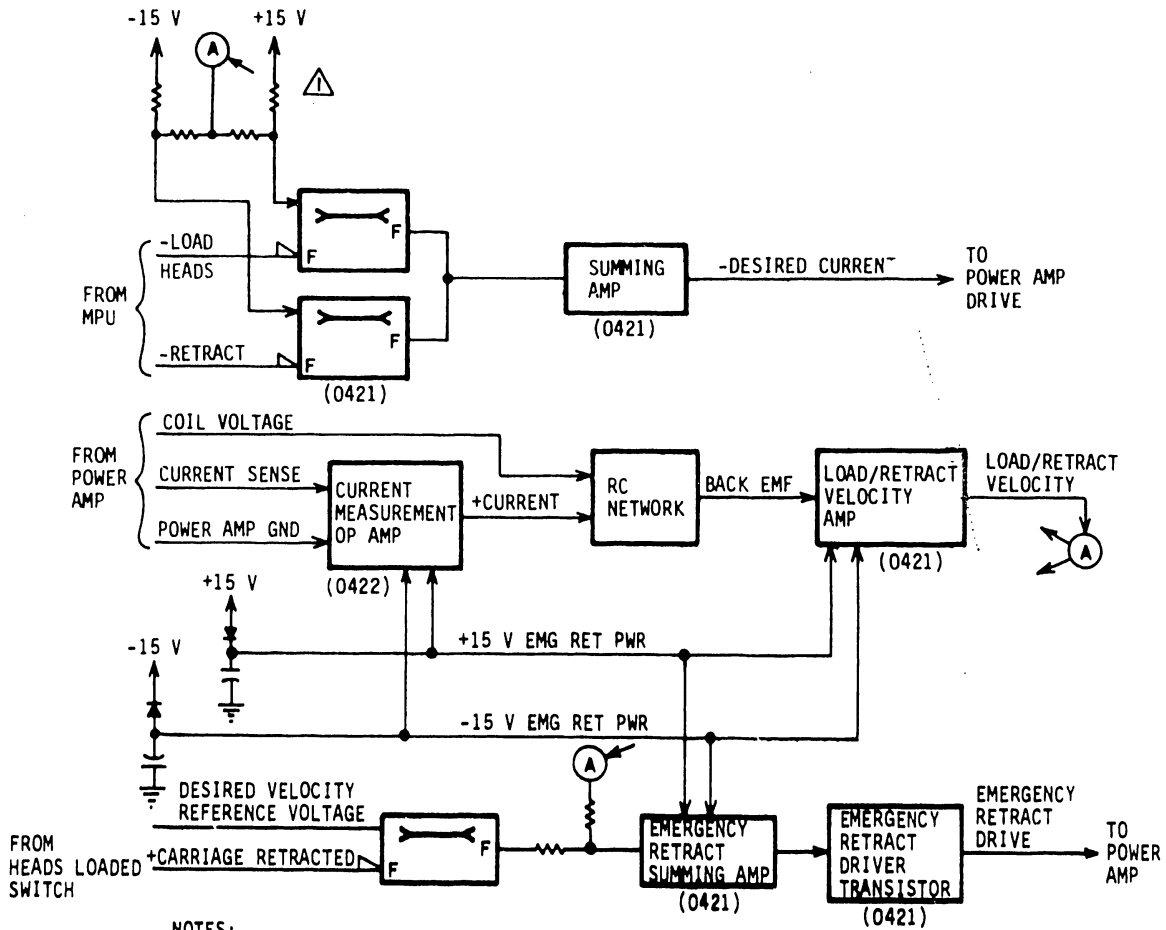 -15 V
+15 V
A
1
-LOAD
HEADS
F
F
FROM
MPU
-RETRACT
F
F
(0421)
SUMMING
AMP
(0421)
-DESIRED CURRENT
TO
POWER AMP
DRIVE
FROM
POWER
AMP
COIL VOLTAGE
CURRENT SENSE
POWER AMP GND
CURRENT
MEASUREMENT
OP AMP
(0422)
+CURRENT
RC
NETWORK
BACK EMF
LOAD/RETRACT
VELOCITY
AMP
(0421)
LOAD/RETRACT
VELOCITY
A
+15 V
+15 V EMG RET PWR
-15 V
-15 V EMG RET PWR
A
DESIRED VELOCITY
REFERENCE VOLTAGE
FROM
HEADS LOADED
SWITCH
+CARRIAGE RETRACTED
F
F
EMERGENCY
RETRACT
SUMMING AMP
(0421)
EMERGENCY
RETRACT
DRIVER
TRANSISTOR
(0421)
EMERGENCY
RETRACT
DRIVE
TO
POWER
AMP
NOTES: